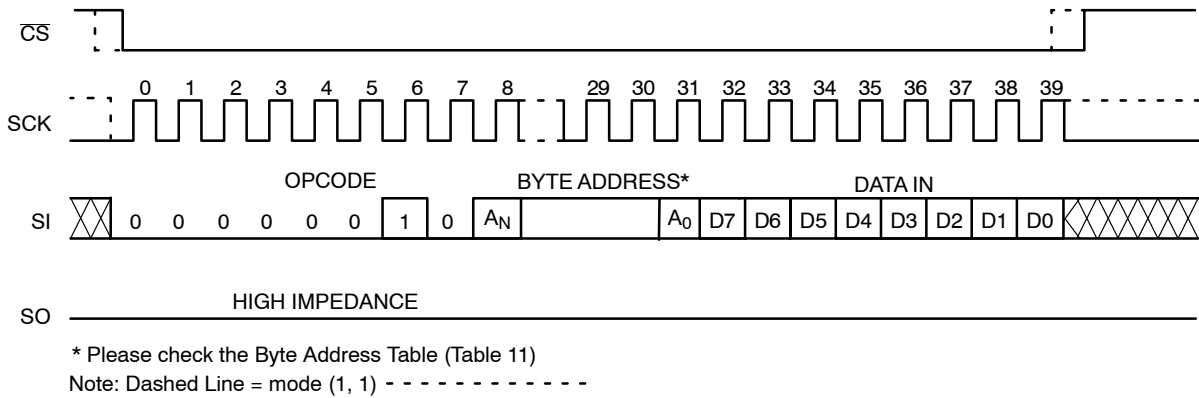 CS
0 1 2 3 4 5 6 7 8 29 30 31 32 33 34 35 36 37 38 39
SCK
OPCODE BYTE ADDRESS* DATA IN
SI 0 0 0 0 0 0 1 0 AN A0 D7 D6 D5 D4 D3 D2 D1 D0
HIGH IMPEDANCE
SO
* Please check the Byte Address Table (Table 11)
Note: Dashed Line = mode (1, 1)